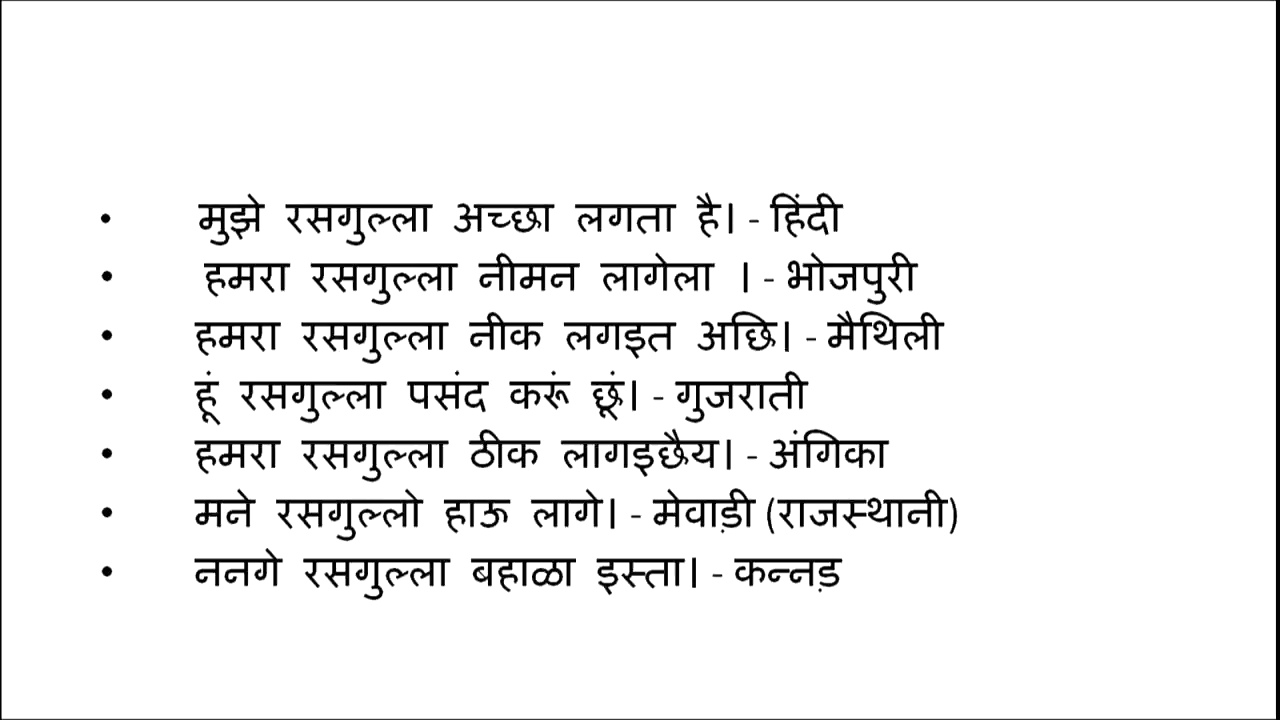 • मुझे रसगुल्ला अच्छा लगता है। - हिंदी
• हमरा रसगुल्ला नीमन लागेला । - भोजपुरी
• हमरा रसगुल्ला नीक लगइत अछि। - मैथिली
• हूं रसगुल्ला पसंद करूं छूं। - गुजराती
• हमरा रसगुल्ला ठीक लागइछैय। - अंगिका
• मने रसगुल्लो हाऊ लागे। - मेवाड़ी (राजस्थानी)
• ननगे रसगुल्ला बहाळा इस्ता। - कन्नड़